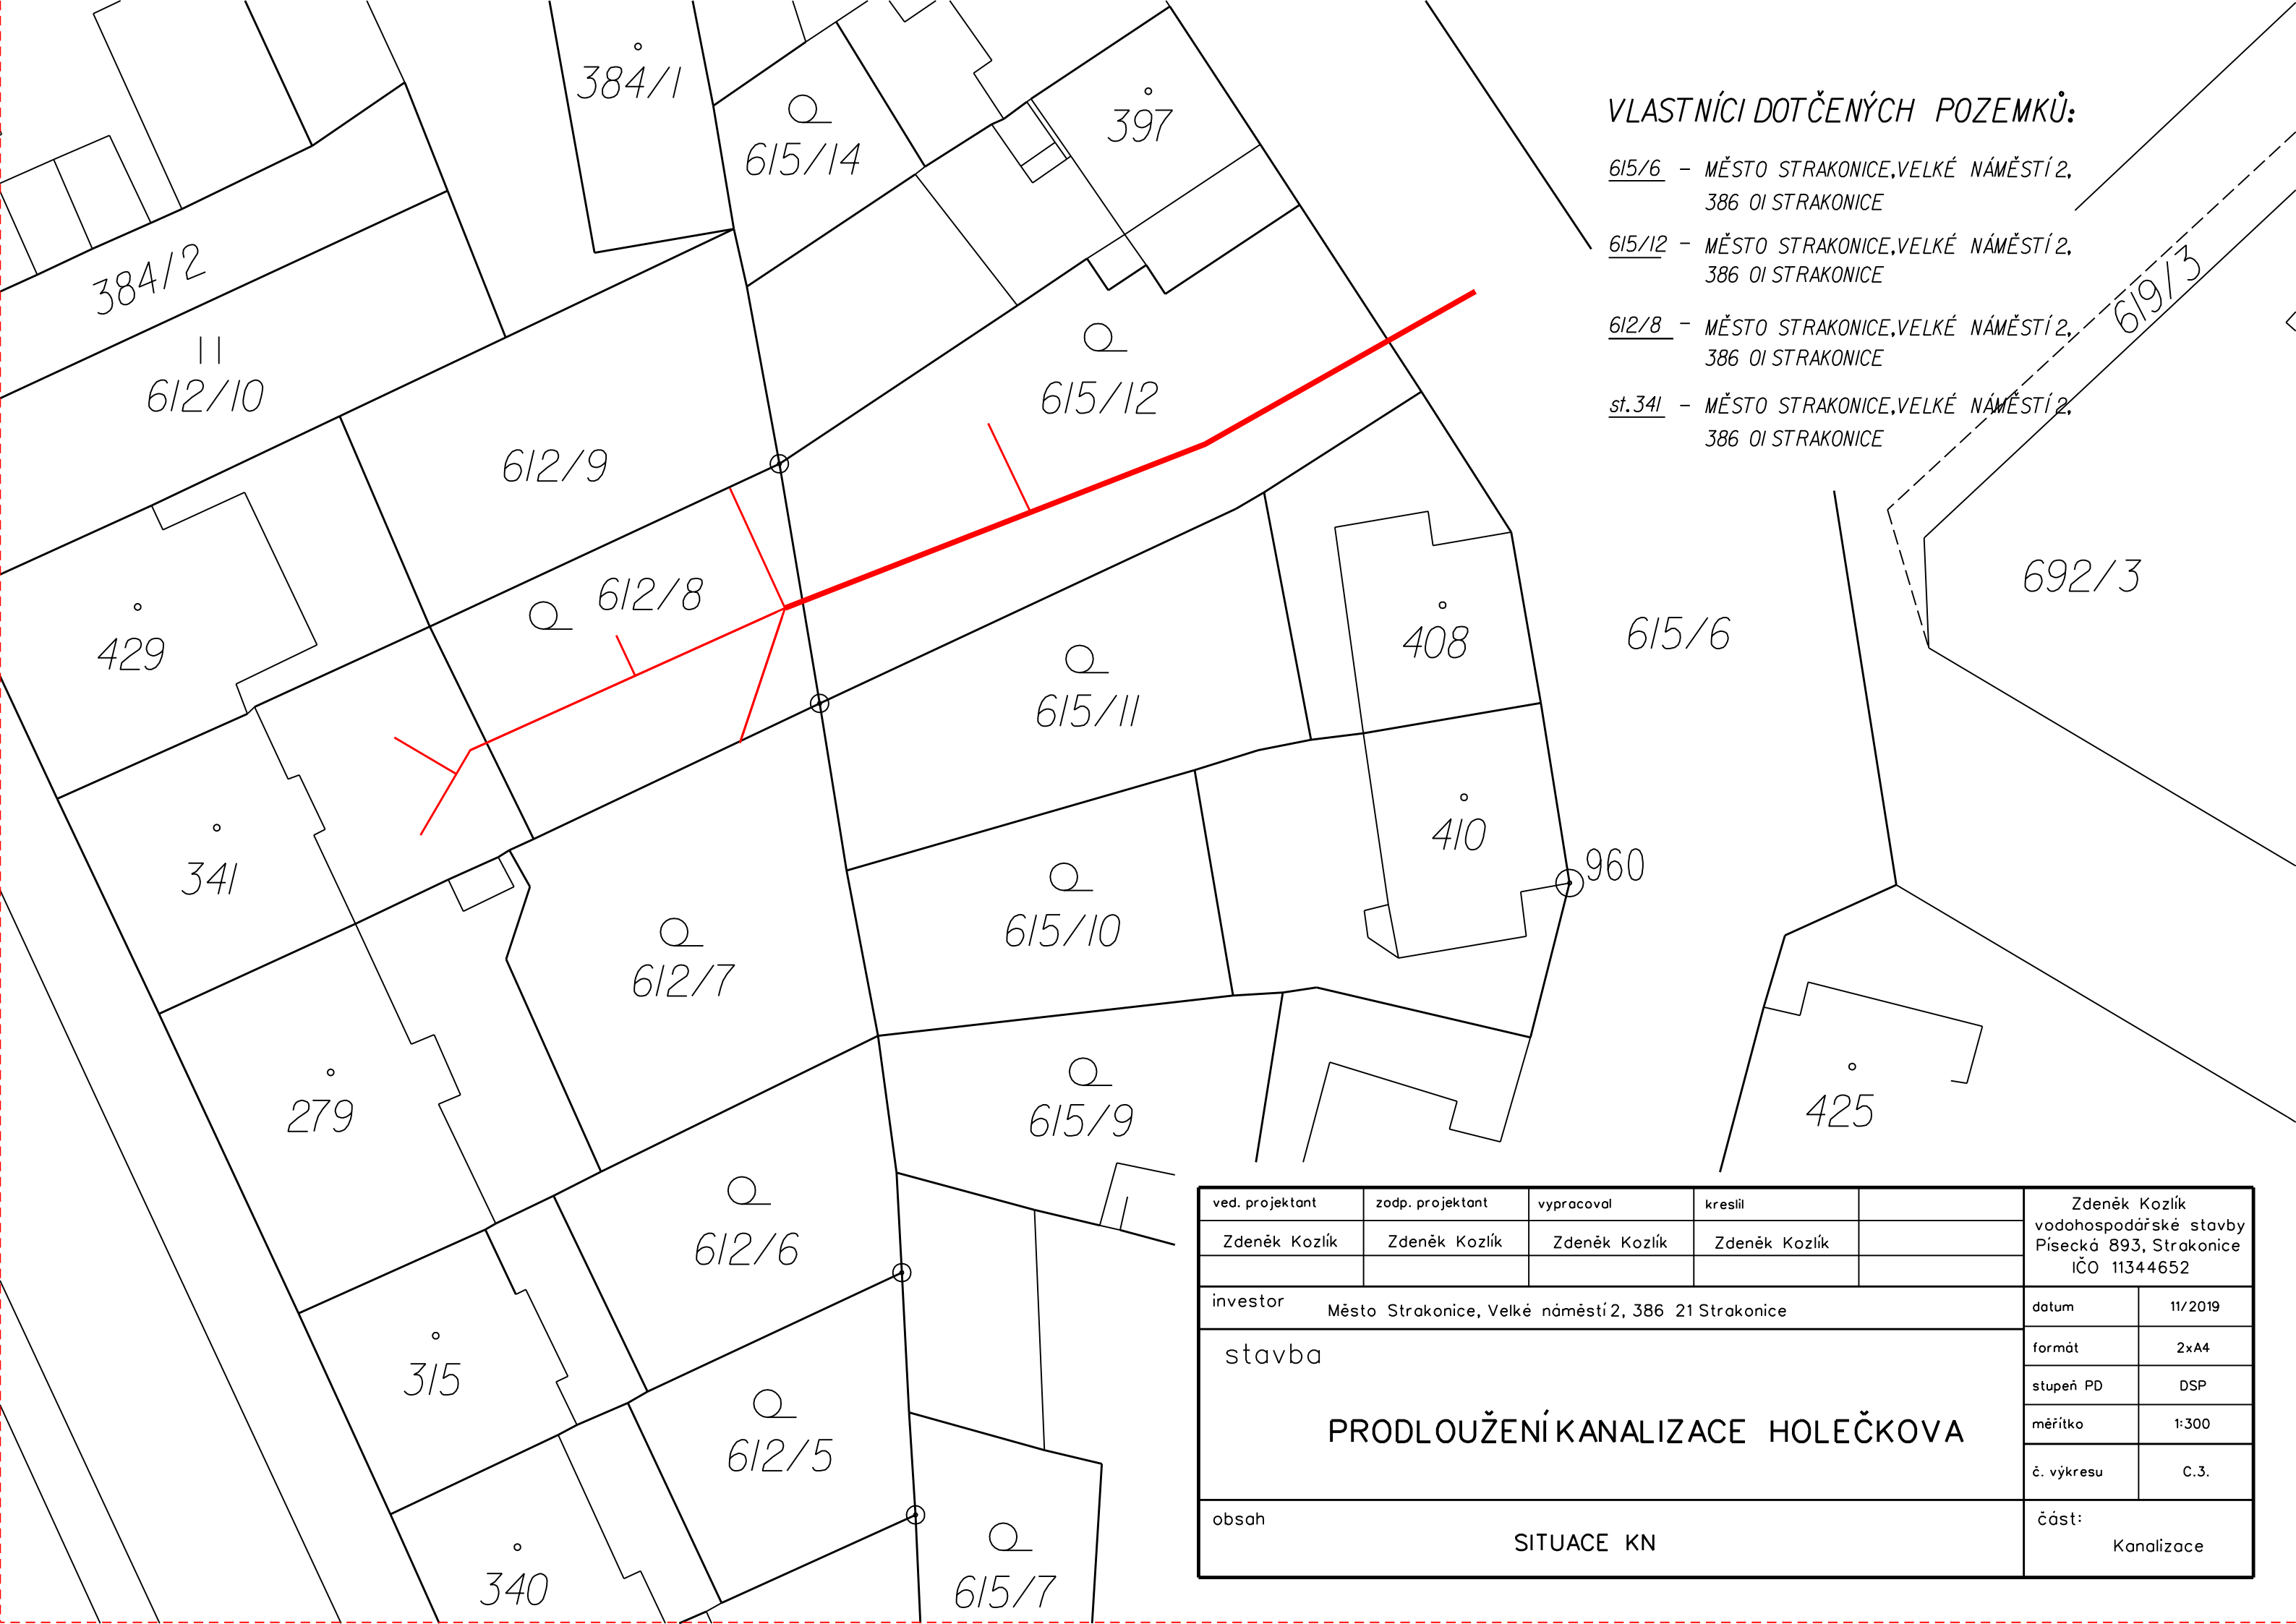 384/1
615/14
397
VLASTNÍCI DOTČENÝCH POZEMKŮ:
615/6 - MĚSTO STRAKONICE, VELKÉ NÁMĚSTÍ 2,
386 01 STRAKONICE
615/12 - MĚSTO STRAKONICE, VELKÉ NÁMĚSTÍ 2,
386 01 STRAKONICE
612/8 - MĚSTO STRAKONICE, VELKÉ NÁMĚSTÍ 2,
386 01 STRAKONICE
st.341 - MĚSTO STRAKONICE, VELKÉ NÁMĚSTÍ 2,
386 01 STRAKONICE
384/2
619/3
612/10
615/12
612/9
612/8
692/3
429
408
615/6
615/11
410
341
960
615/10
612/7
279
615/9
425
612/6
315
612/5
340
615/7
ved. projektant zodp. projektant vypracoval kreslil
Zdeněk Kozlík Zdeněk Kozlík Zdeněk Kozlík Zdeněk Kozlík
Zdeněk Kozlík
vodohospodářské stavby
Písecká 893, Strakonice
IČO 11344652
investor Město Strakonice, Velké náměstí 2, 386 21 Strakonice
datum 11/2019
formát 2xA4
stupeň PD DSP
měřítko 1:300
č. výkresu C.3.
stavba
PRODLOUŽENÍ KANALIZACE HOLEČKOVA
obsah
SITUACE KN
část:
Kanalizace